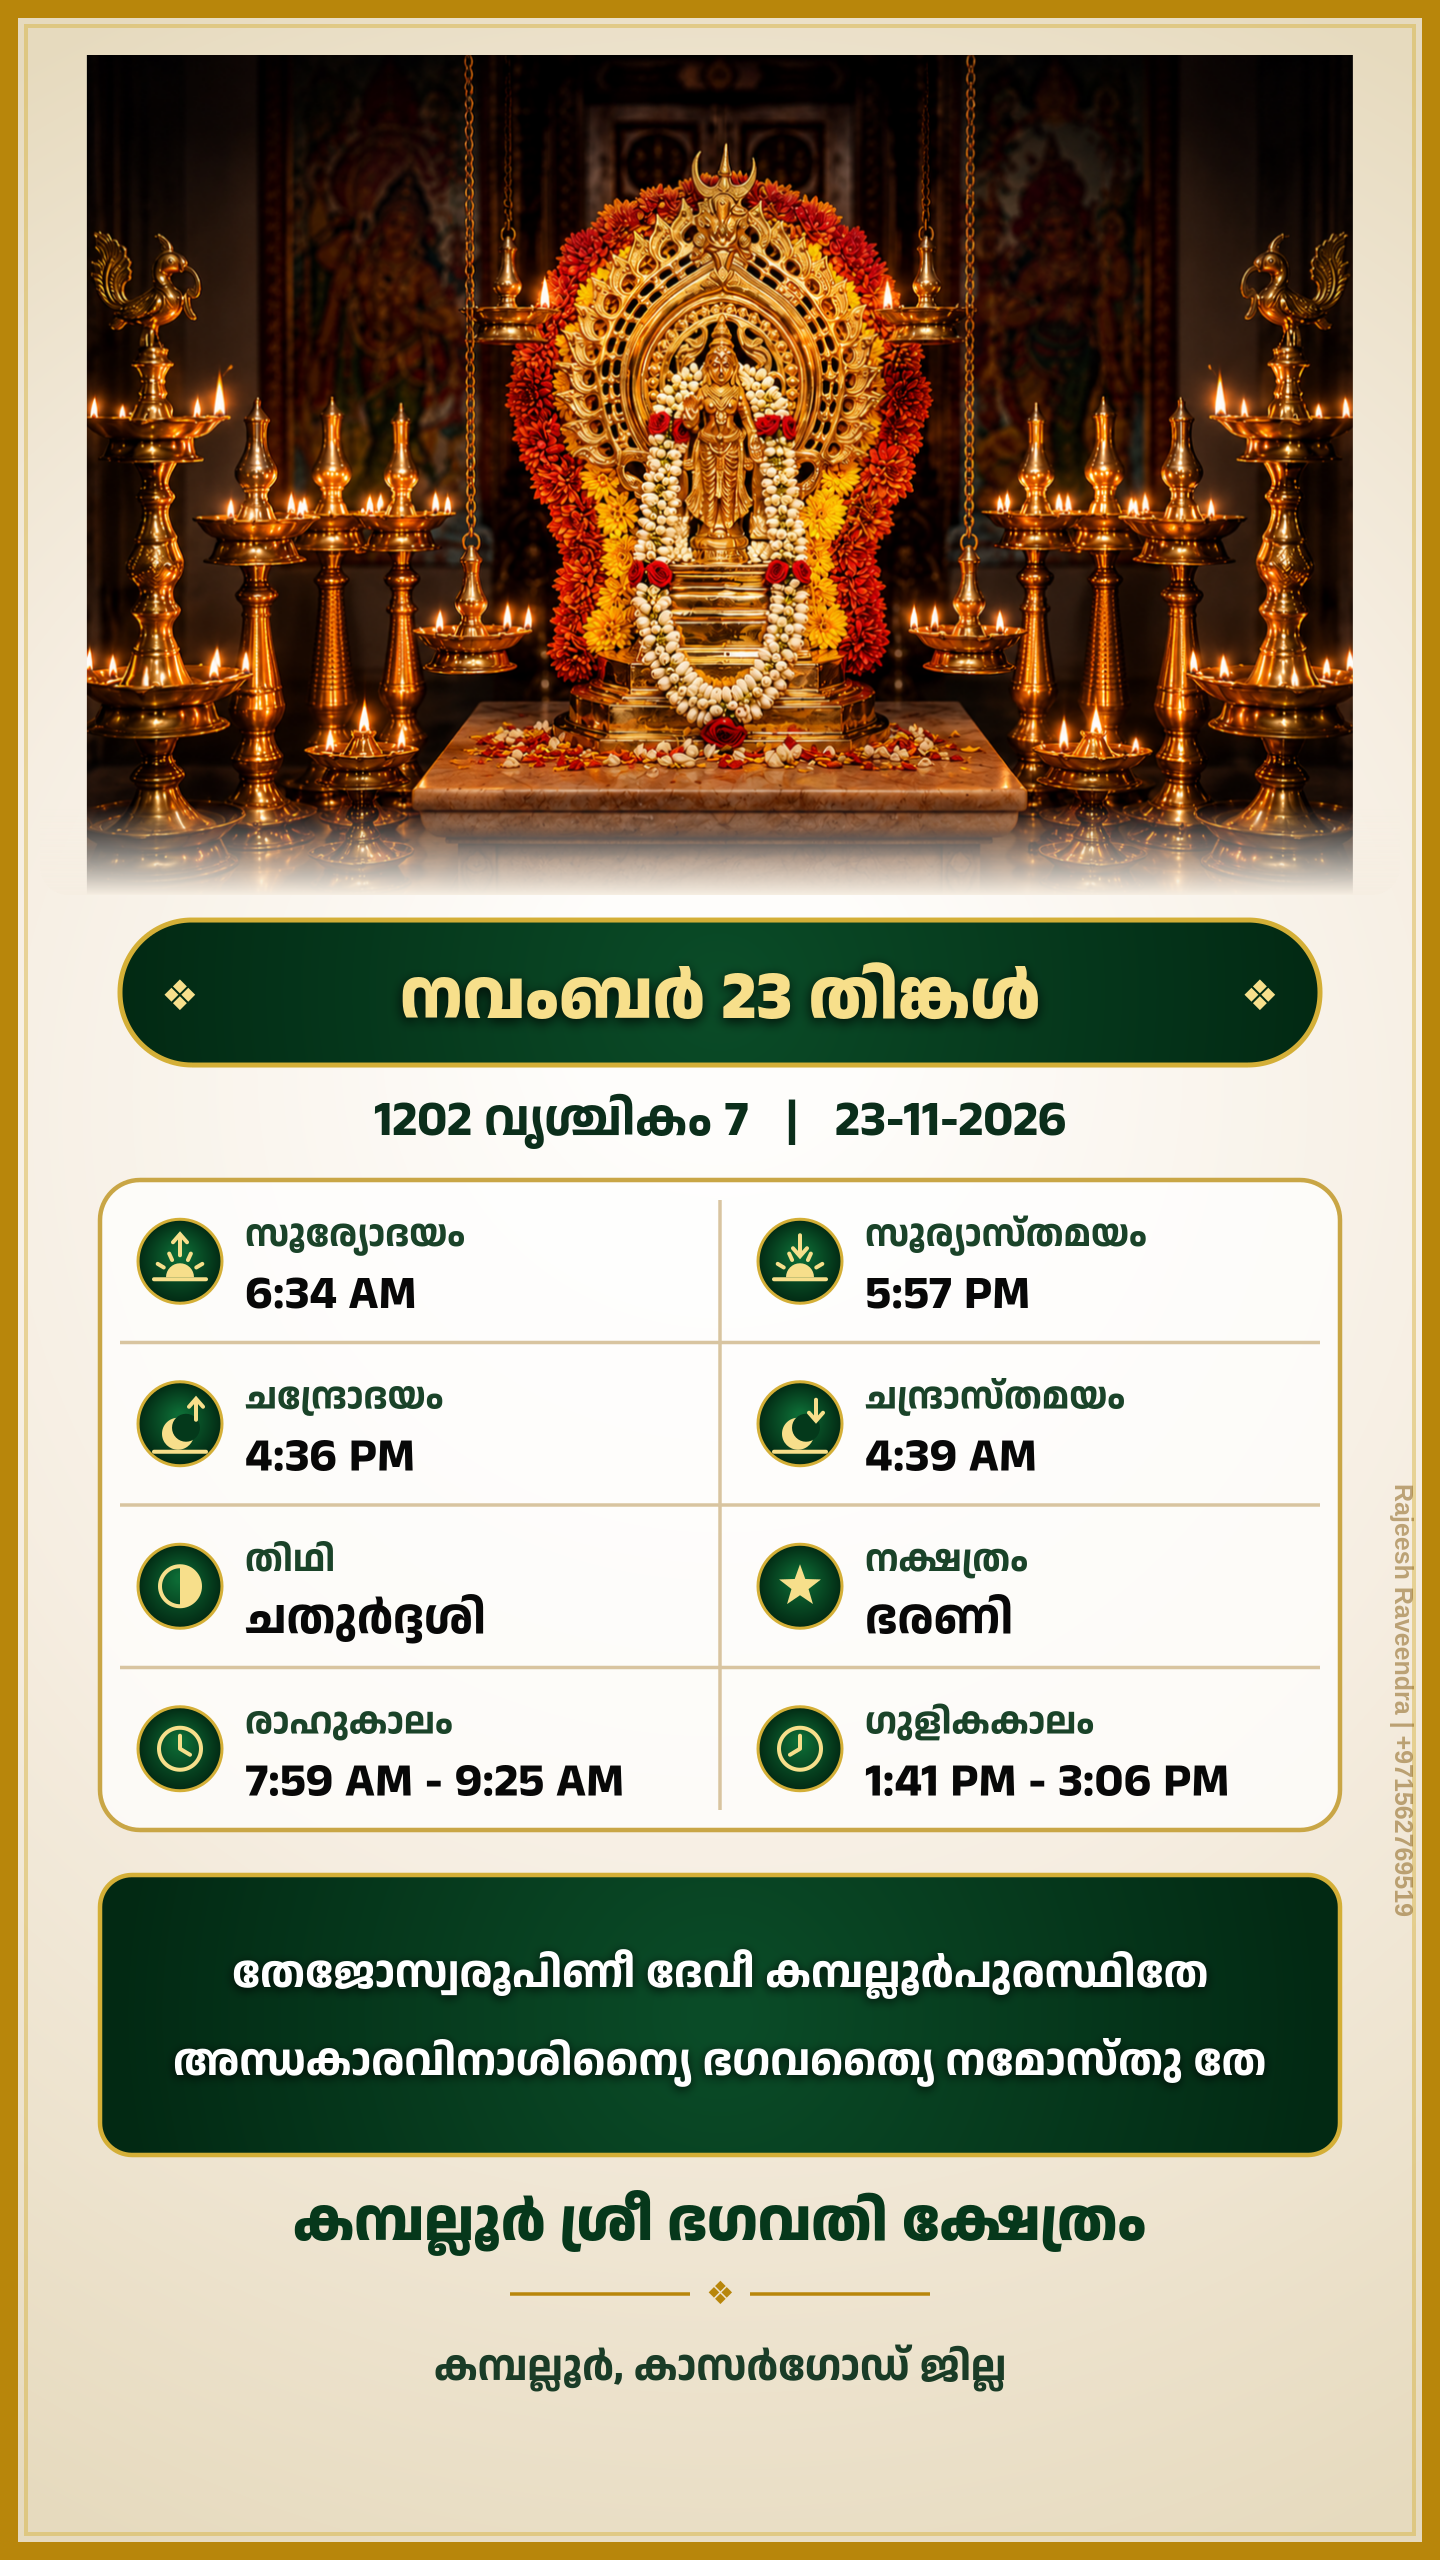 നവംബർ 23 തിങ്കൾ
1202 വൃശ്ചികം 7 | 23-11-2026
സൂര്യോദയം
6:34 AM
സൂര്യാസ്തമയം
5:57 PM
ചന്ദ്രോദയം
4:36 PM
ചന്ദ്രാസ്തമയം
4:39 AM
തിഥി
ചതുർദ്ദശി
നക്ഷത്രം
ഭരണി
രാഹുകാലം
7:59 AM - 9:25 AM
ഗുളികകാലം
1:41 PM - 3:06 PM
തേജോസ്വരൂപിണീ ദേവീ കമ്പല്ലൂർപുരസ്ഥിതേ
അന്ധകാരവിനാശിന്യൈ ഭഗവത്യൈ നമോസ്തു തേ
കമ്പല്ലൂർ ശ്രീ ഭഗവതി ക്ഷേത്രം
കമ്പല്ലൂർ, കാസർഗോഡ് ജില്ല
Rajeesh Raveendra | +971562769519